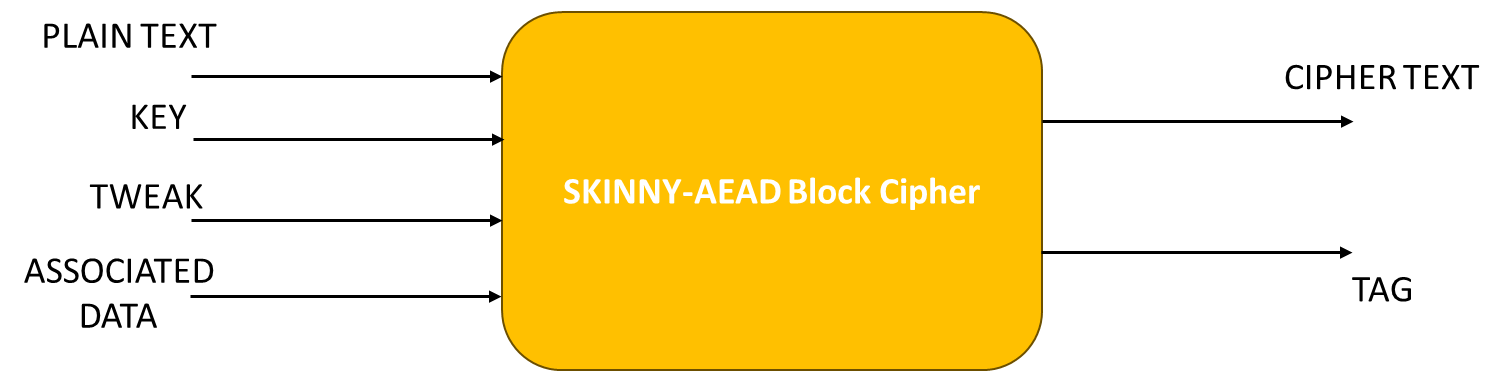 PLAIN TEXT
KEY
TWEAK
ASSOCIATED
DATA
SKINNY-AEAD Block Cipher
CIPHER TEXT
TAG